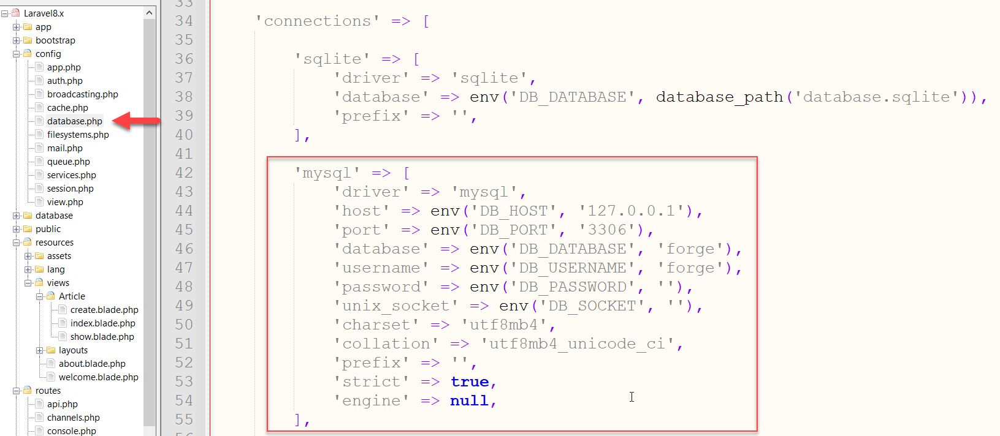 Laravel8.x
app
bootstrap
config
app.php
auth.php
broadcasting.php
cache.php
database.php
filesystems.php
mail.php
queue.php
services.php
session.php
view.php
database
public
resources
assets
lang
views
Article
create.blade.php
index.blade.php
show.blade.php
layouts
about.blade.php
welcome.blade.php
routes
api.php
channels.php
console.php
33
34 'connections' => [
35
36 'sqlite' => [
37 'driver' => 'sqlite',
38 'database' => env('DB_DATABASE', database_path('database.sqlite')),
39 'prefix' => '',
40 ],
41
42 'mysql' => [
43 'driver' => 'mysql',
44 'host' => env('DB_HOST', '127.0.0.1'),
45 'port' => env('DB_PORT', '3306'),
46 'database' => env('DB_DATABASE', 'forge'),
47 'username' => env('DB_USERNAME', 'forge'),
48 'password' => env('DB_PASSWORD', ''),
49 'unix_socket' => env('DB_SOCKET', ''),
50 'charset' => 'utf8mb4',
51 'collation' => 'utf8mb4_unicode_ci',
52 'prefix' => '',
53 'strict' => true,
54 'engine' => null,
55 ],